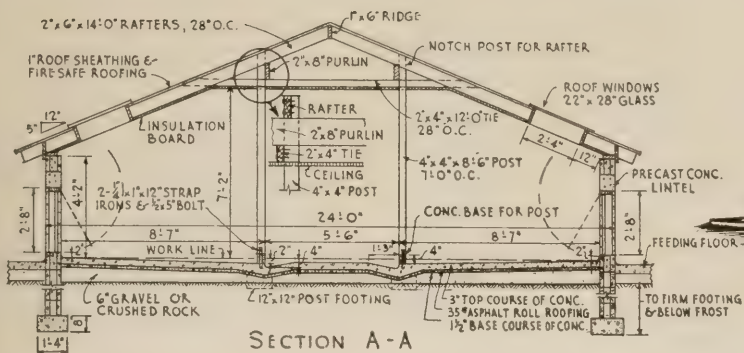 2"x6"x14'-0" RAFTERS, 28" O.C.
1"x6" RIDGE
1" ROOF SHEATHING &
FIRE SAFE ROOFING
2"x8" PURLIN
NOTCH POST FOR RAFTER
ROOF WINDOWS
22" x 28" GLASS
12"
5"
INSULATION
BOARD
RAFTER
2"x8" PURLIN
2"x4" TIE
CEILING
4"x4" POST
2"x4"x12'-0" TIE
28" O.C.
4"x4"x8'-6" POST
7'-0" O.C.
2'-4"
12"
PRECAST CONC.
LINTEL
4'-2"
2'-8"
7'-2"
2-1/4"x1"x12" STRAP
IRONS & 1/2"x5" BOLT
24'-0"
8'-7"
5'-6"
8'-7"
CONC. BASE FOR POST
2'-8"
FEEDING FLOOR
WORK LINE
2"
2"
4"
1'-3"
4"
2"
6" GRAVEL OR
CRUSHED ROCK
12"x12" POST FOOTING
3" TOP COURSE OF CONC.
35# ASPHALT ROLL ROOFING
1 1/2" BASE COURSE OF CONC.
TO FIRM FOOTING
& BELOW FROST
8"
1'-4"
SECTION A-A